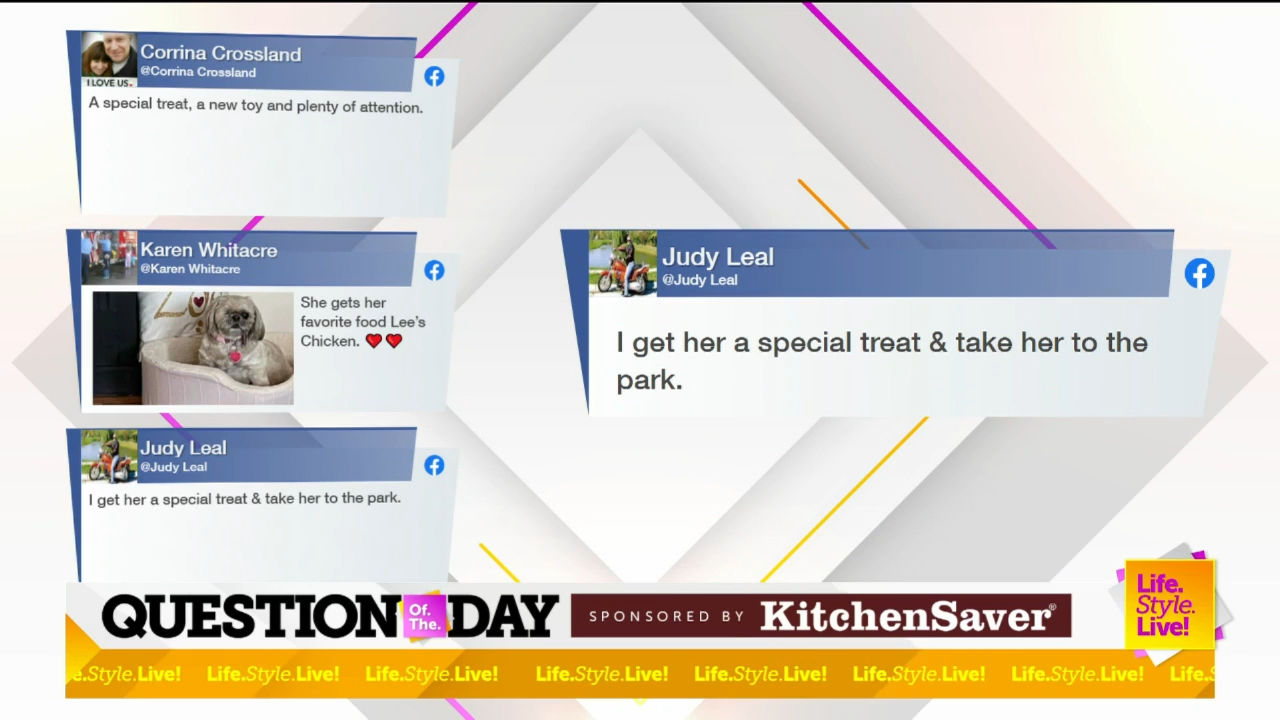 Corrina Crossland
@Corrina Crossland
I LOVE US.
A special treat, a new toy and plenty of attention.
Karen Whitacre
@Karen Whitacre
She gets her
favorite food Lee's
Chicken. ❤❤
Judy Leal
@Judy Leal
I get her a special treat & take her to the park.
Judy Leal
@Judy Leal
I get her a special treat & take her to the
park.
QUESTION Of. The. DAY SPONSORED BY KitchenSaver®
Life.
Style.
Live!
e.Style.Live! Life.Style.Live! Life.Style.Live! Life.Style.Live! Life.Style.Live! Life.Style.Live! Life.Style.Live! Life.S